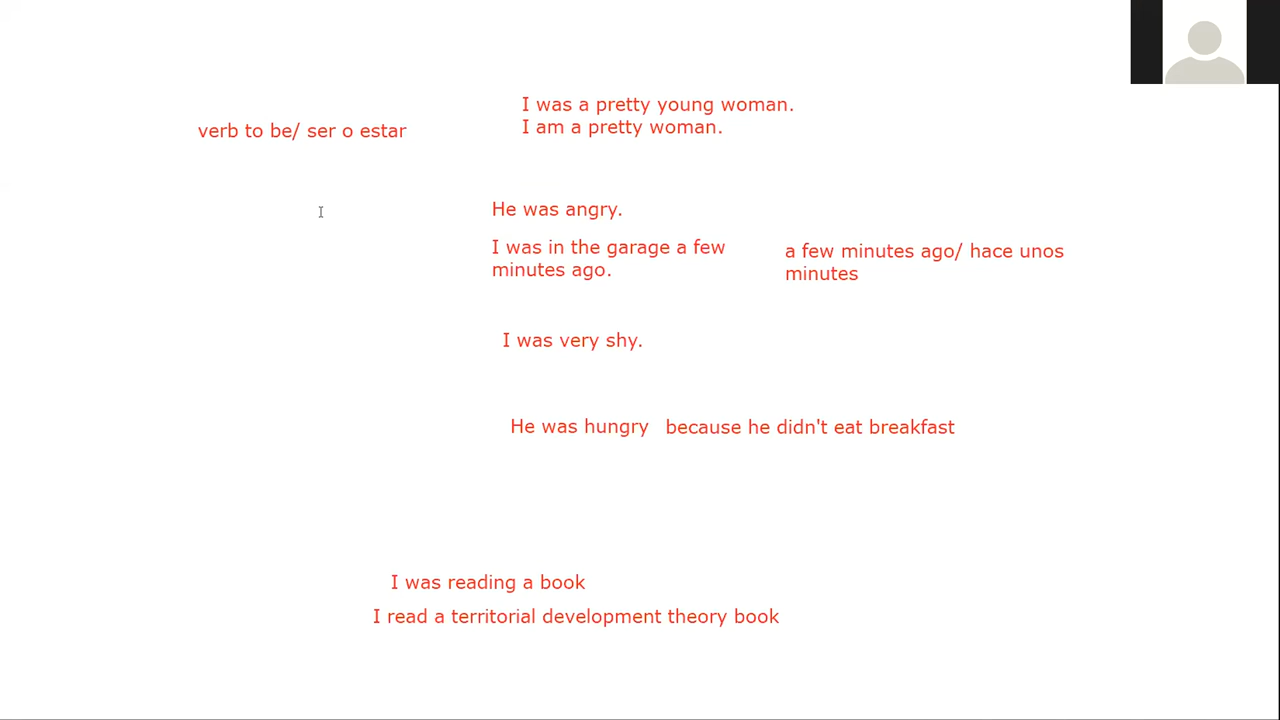 I was a pretty young woman.
I am a pretty woman.
verb to be/ ser o estar
He was angry.
I was in the garage a few
minutes ago.
a few minutes ago/ hace unos
minutes
I was very shy.
He was hungry because he didn't eat breakfast
I was reading a book
I read a territorial development theory book